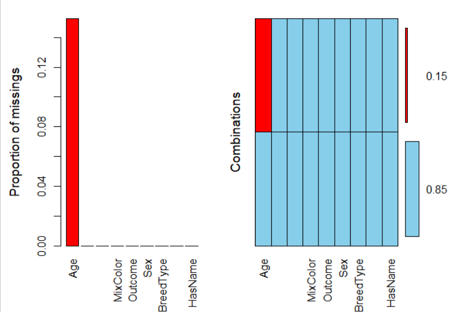 Proportion of missings
0.00
0.04
0.08
0.12
Age
MixColor
Outcome
Sex
BreedType
HasName
Combinations
Age
MixColor
Outcome
Sex
BreedType
HasName
0.15
0.85